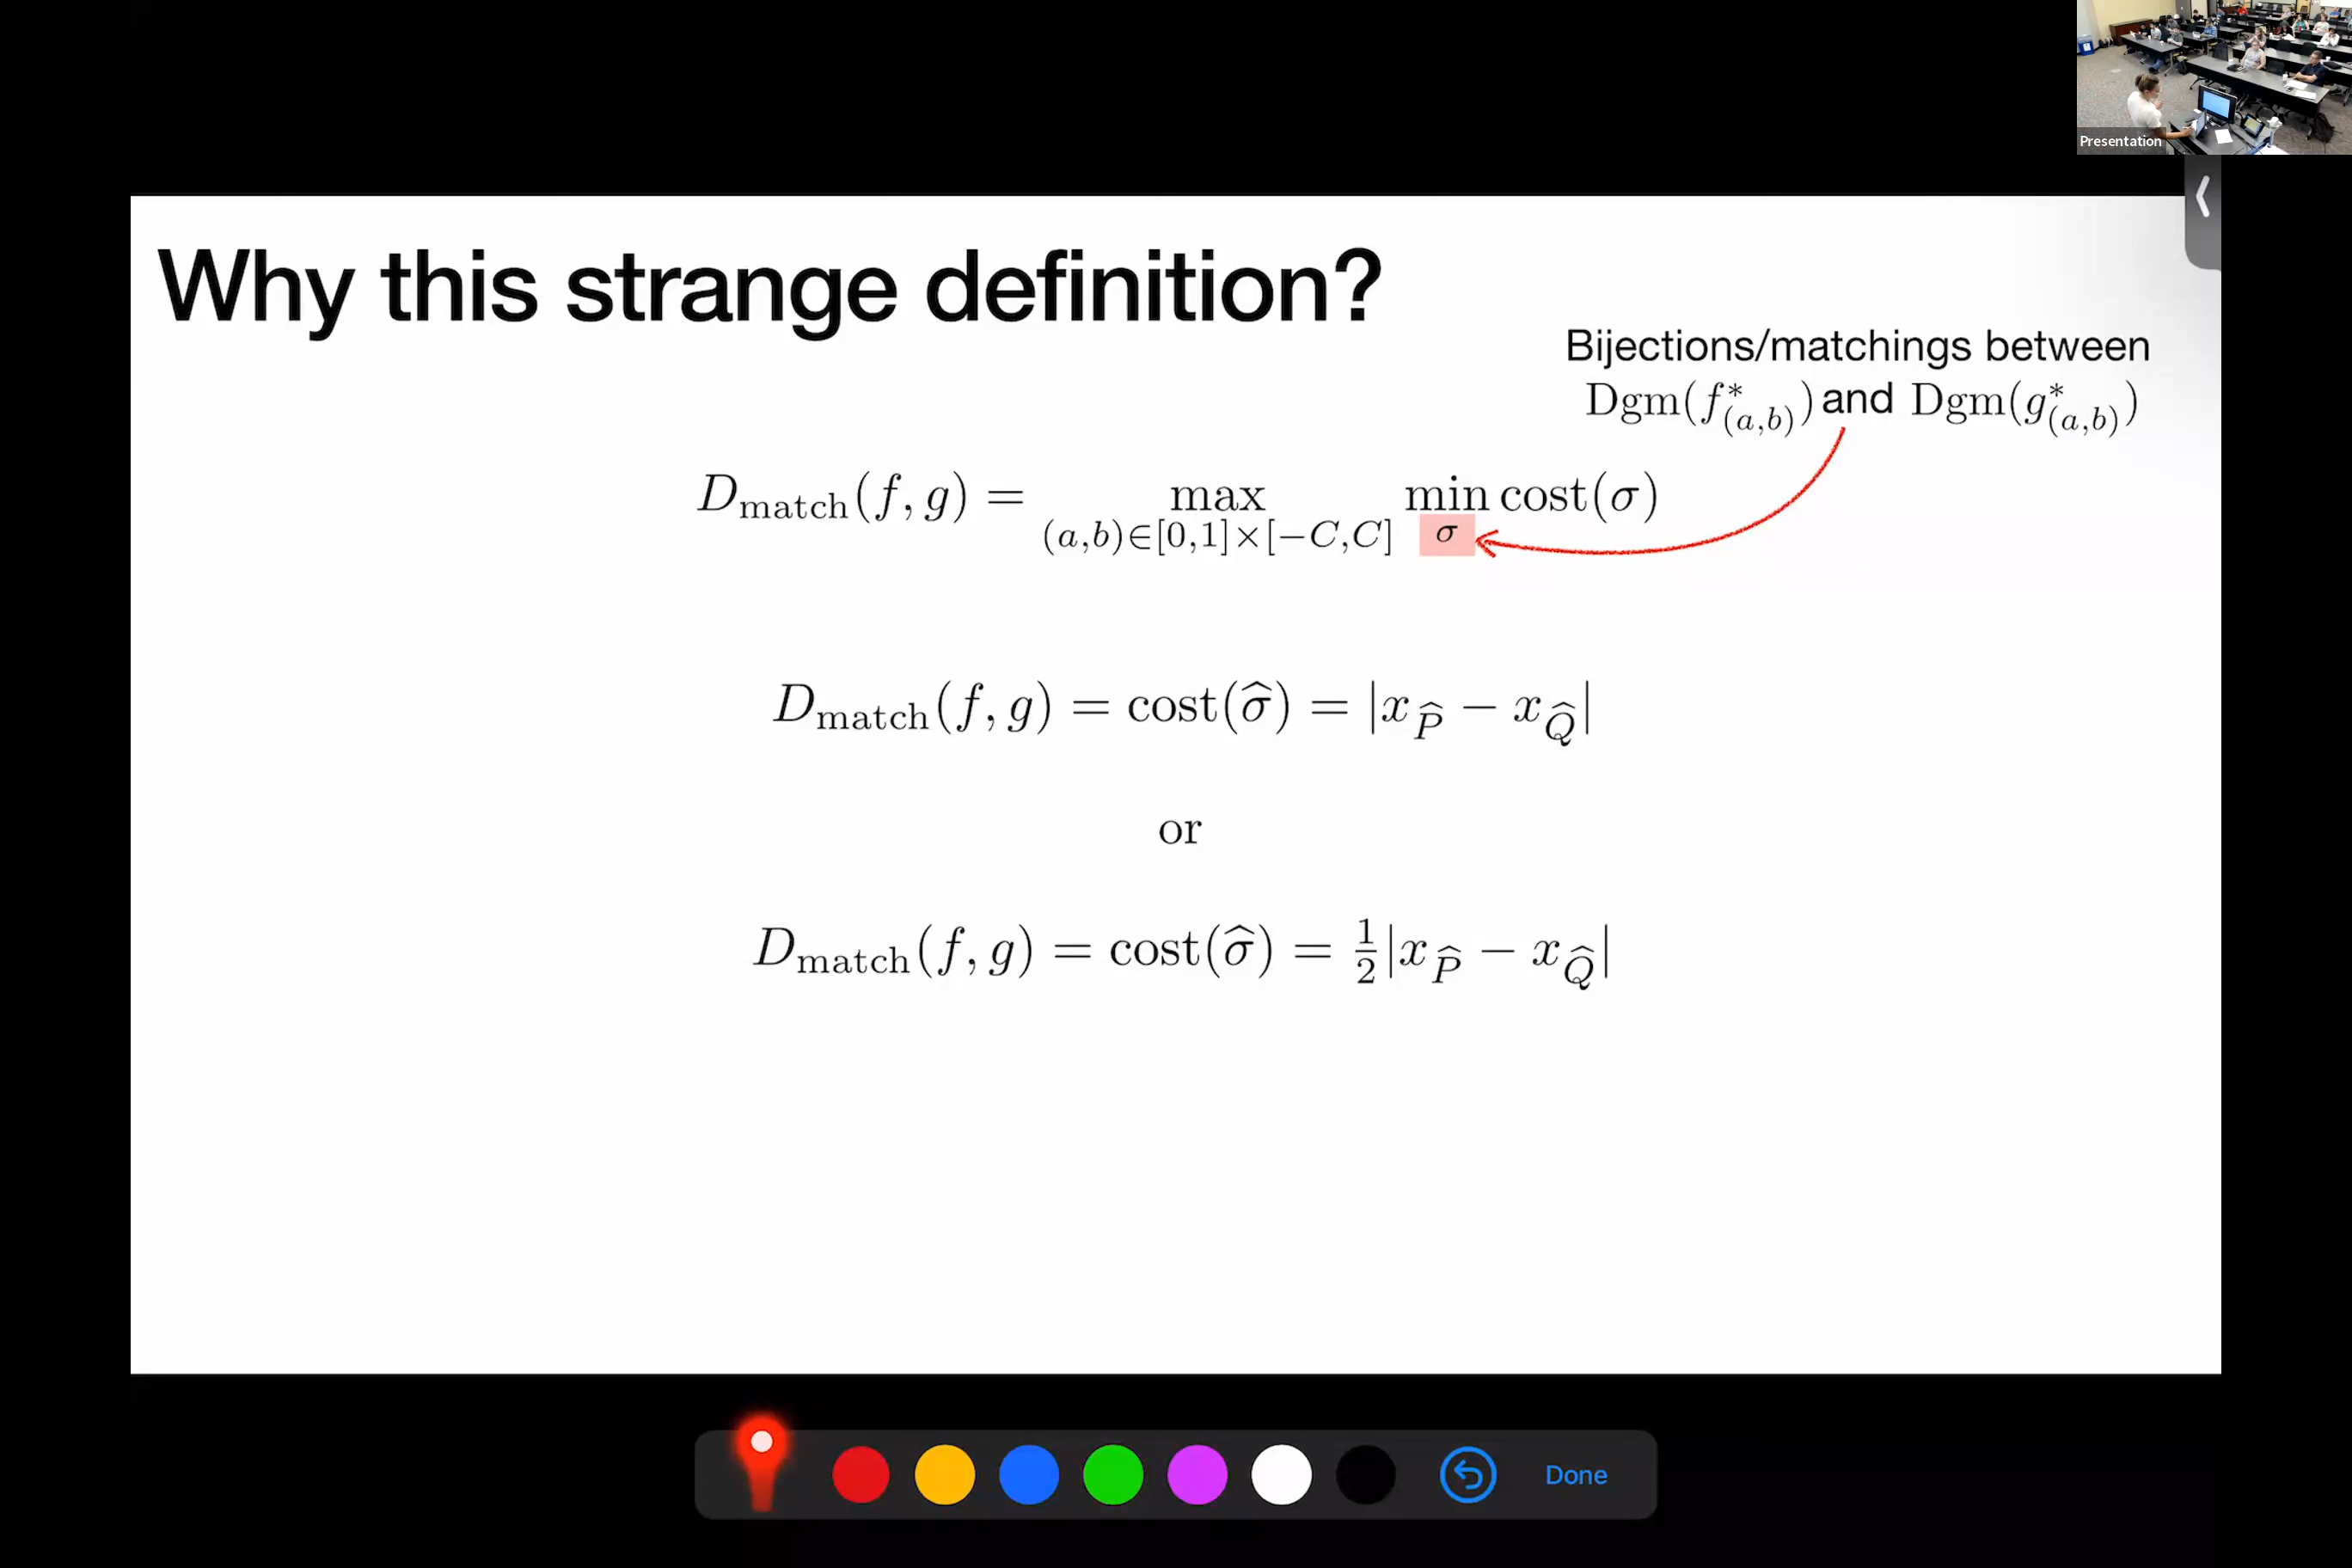 Presentation
Why this strange definition?
Bijections/matchings between
Dgm(f*_(a,b)) and Dgm(g*_(a,b))
D_match(f, g) = max_{(a,b)∈[0,1]×[−C,C]} min_σ cost(σ)
D_match(f, g) = cost(σ̂) = |x_P̂ − x_Q̂|
or
D_match(f, g) = cost(σ̂) = ½|x_P̂ − x_Q̂|
Done